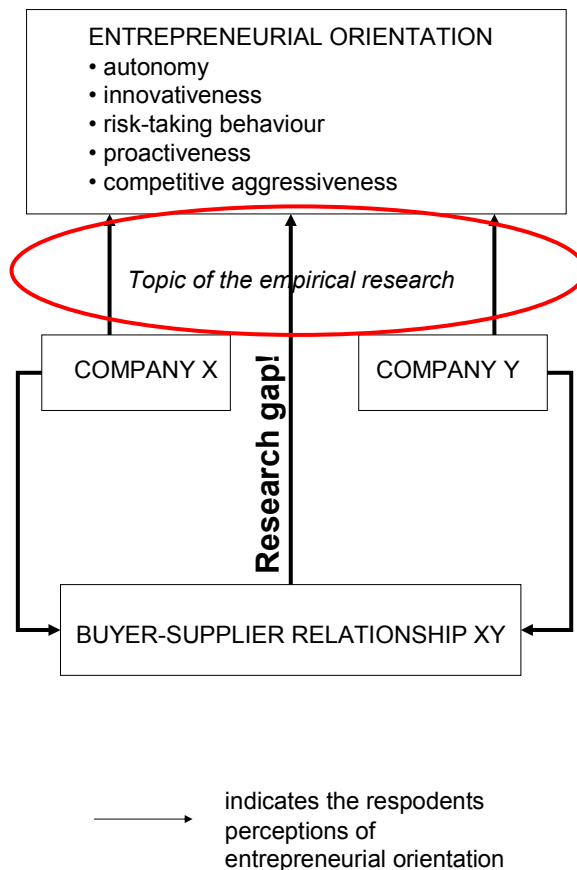 ENTREPRENEURIAL ORIENTATION
• autonomy
• innovativeness
• risk-taking behaviour
• proactiveness
• competitive aggressiveness
Topic of the empirical research
COMPANY X
COMPANY Y
Research gap!
BUYER-SUPPLIER RELATIONSHIP XY
indicates the respodents
perceptions of
entrepreneurial orientation